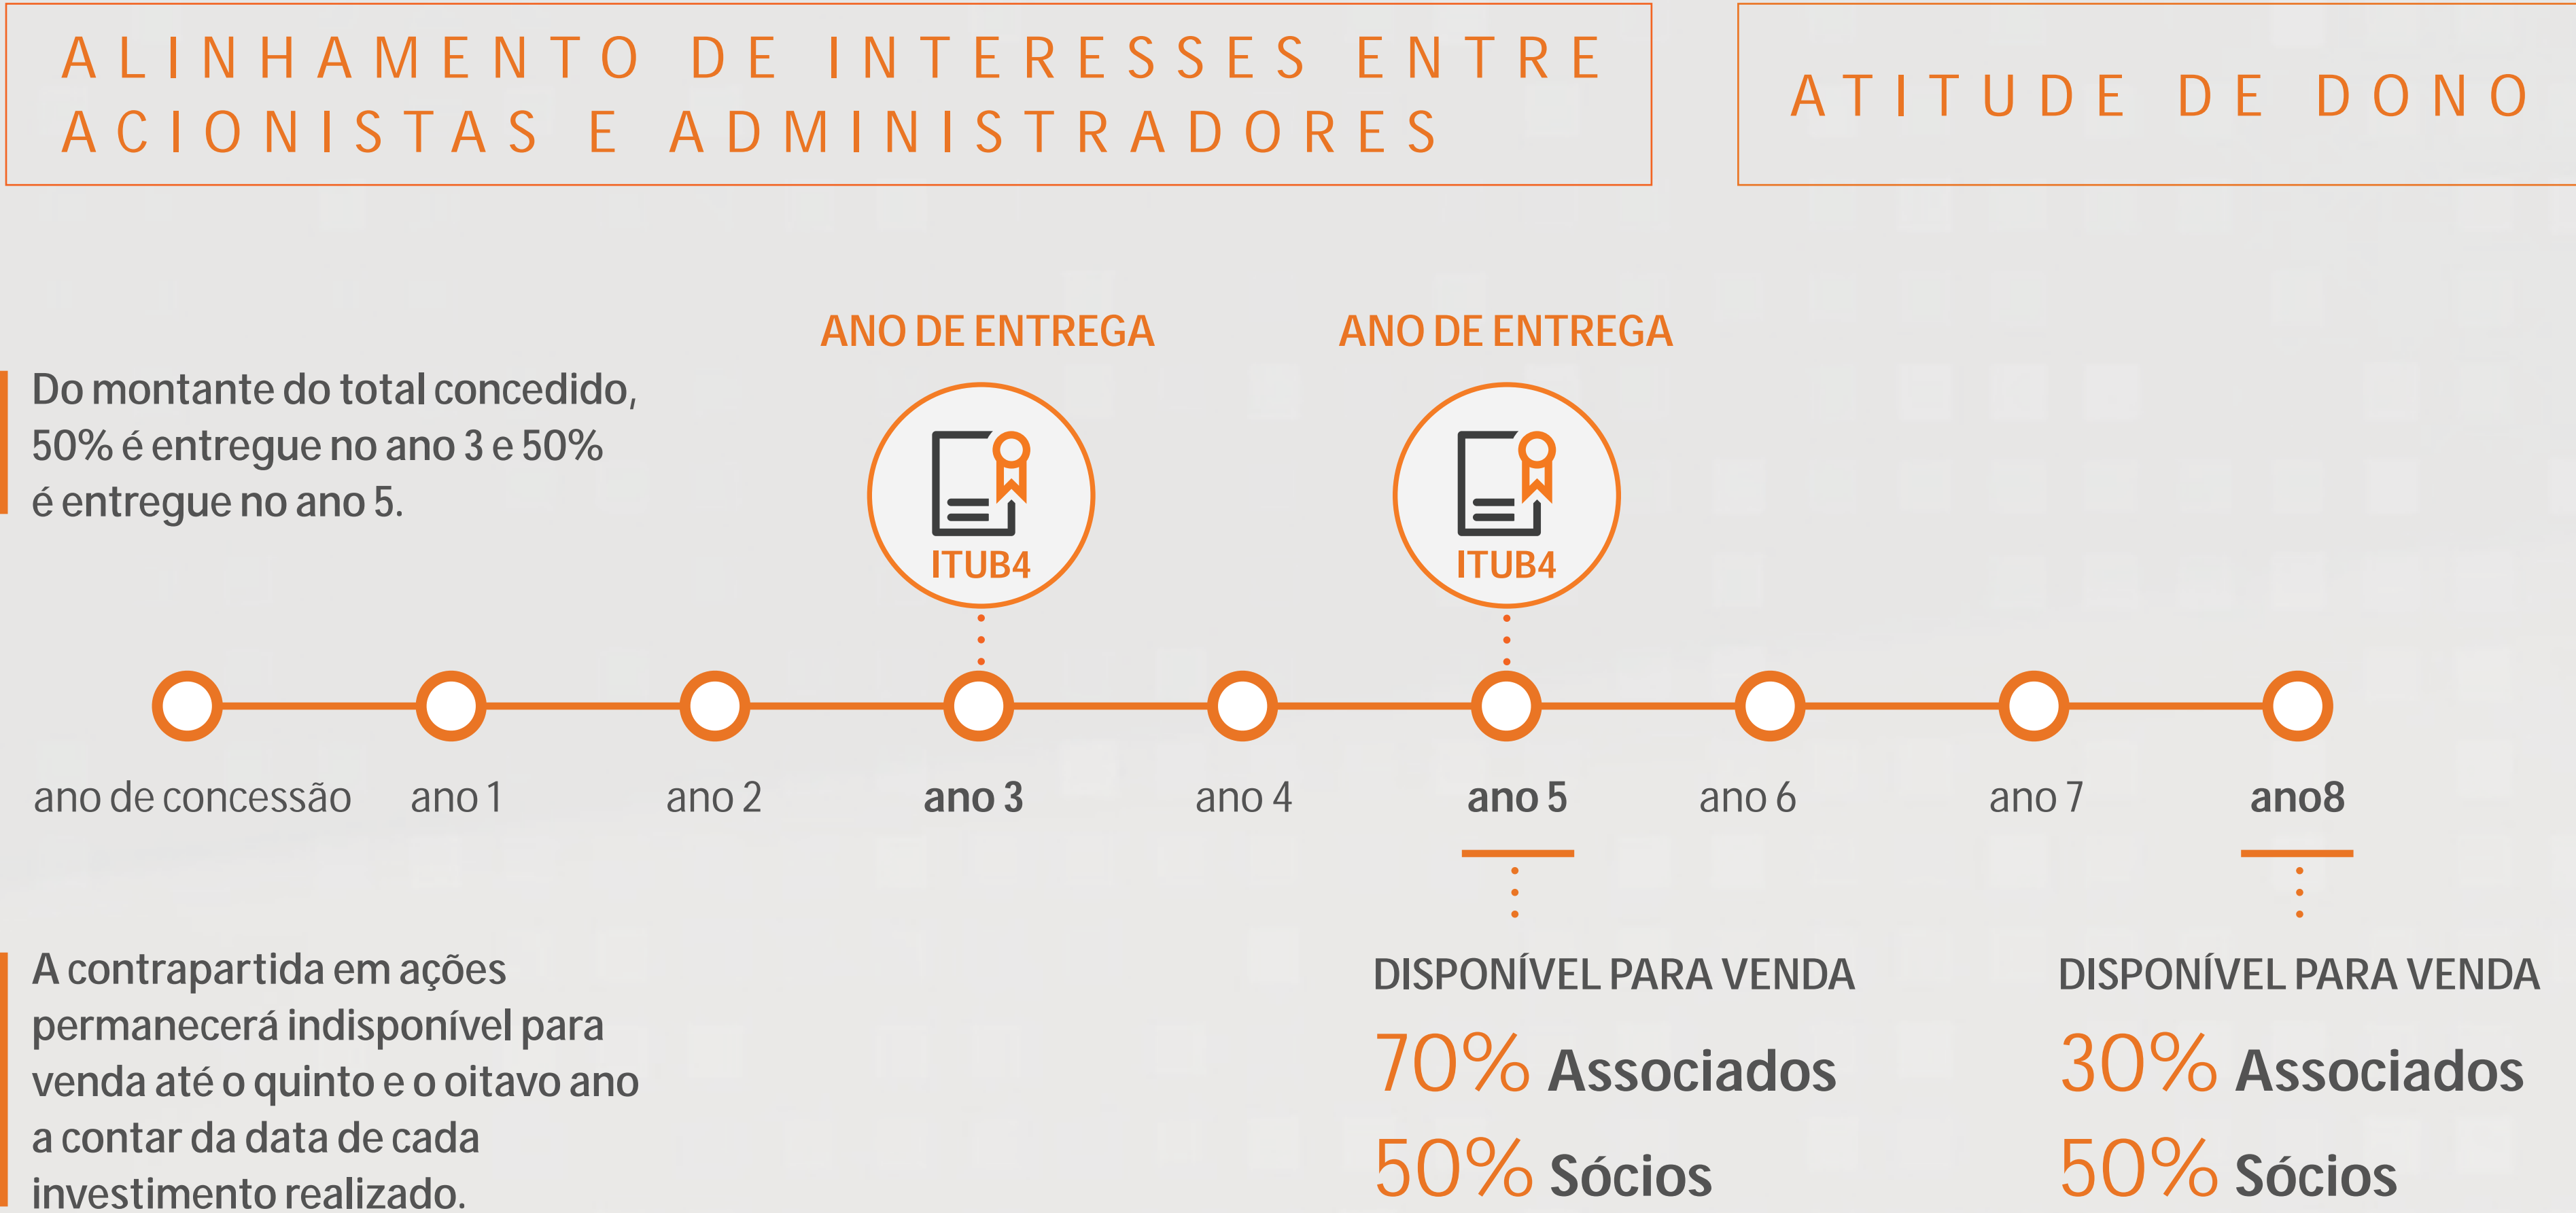 ALINHAMENTO DE INTERESSES ENTRE
ACIONISTAS E ADMINISTRADORES
ATITUDE DE DONO
ANO DE ENTREGA
ANO DE ENTREGA
Do montante do total concedido,
50% é entregue no ano 3 e 50%
é entregue no ano 5.
ITUB4
ITUB4
ano de concessão
ano 1
ano 2
ano 3
ano 4
ano 5
ano 6
ano 7
ano8
A contrapartida em ações
permanecerá indisponível para
venda até o quinto e o oitavo ano
a contar da data de cada
investimento realizado.
DISPONÍVEL PARA VENDA
70% Associados
50% Sócios
DISPONÍVEL PARA VENDA
30% Associados
50% Sócios